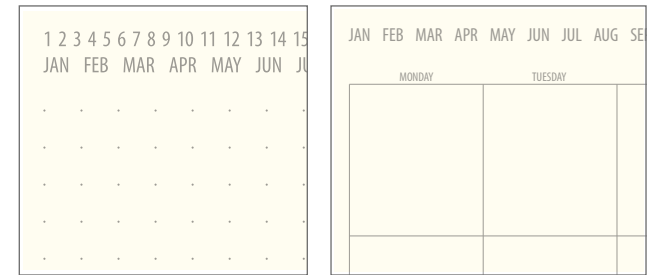 1 2 3 4 5 6 7 8 9 10 11 12 13 14 15
JAN FEB MAR APR MAY JUN
JAN FEB MAR APR MAY JUN JUL AUG
MONDAY TUESDAY